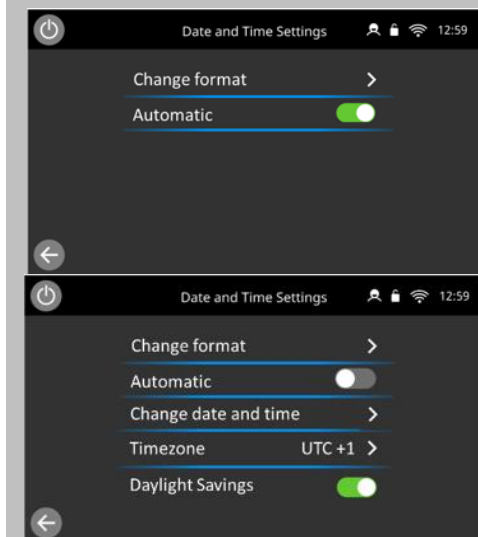 Date and Time Settings 12:59
Change format
Automatic
Date and Time Settings 12:59
Change format
Automatic
Change date and time
Timezone UTC +1
Daylight Savings